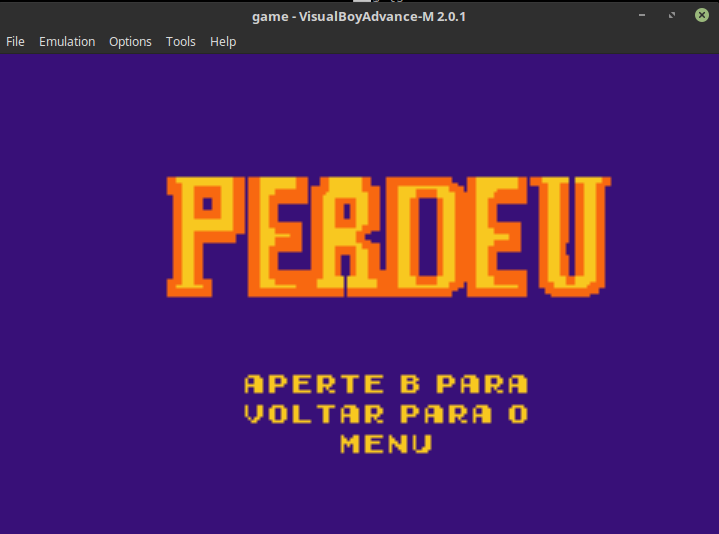 game - VisualBoyAdvance-M 2.0.1
File Emulation Options Tools Help
PERDEU
APERTE B PARA
VOLTAR PARA O
MENU